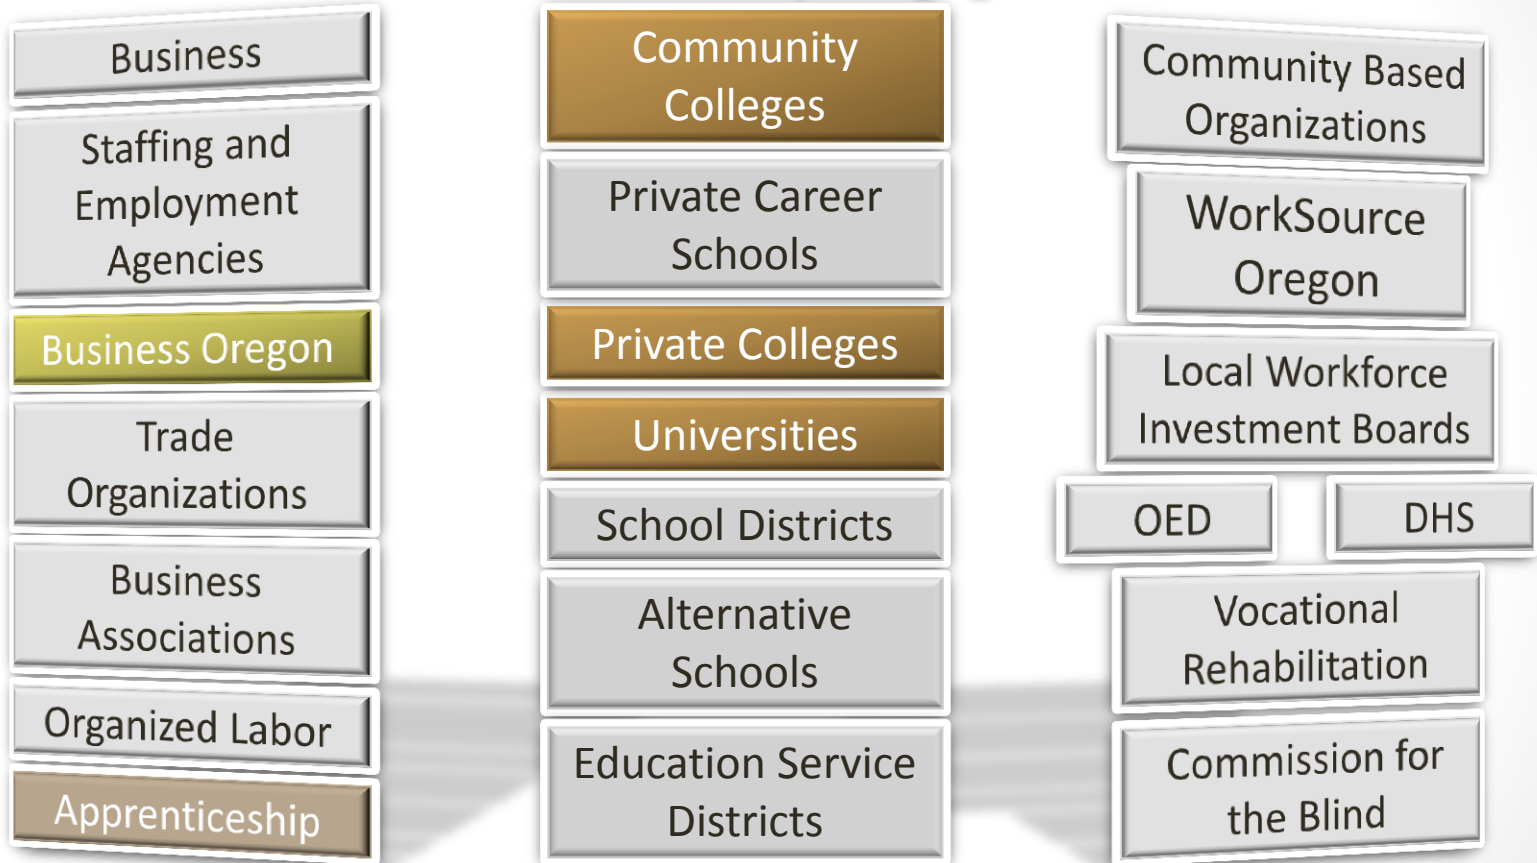 Business
Staffing and
Employment
Agencies
Business Oregon
Trade
Organizations
Business
Associations
Organized Labor
Apprenticeship
Community
Colleges
Private Career
Schools
Private Colleges
Universities
School Districts
Alternative
Schools
Education Service
Districts
Community Based
Organizations
WorkSource
Oregon
Local Workforce
Investment Boards
OED
DHS
Vocational
Rehabilitation
Commission for
the Blind